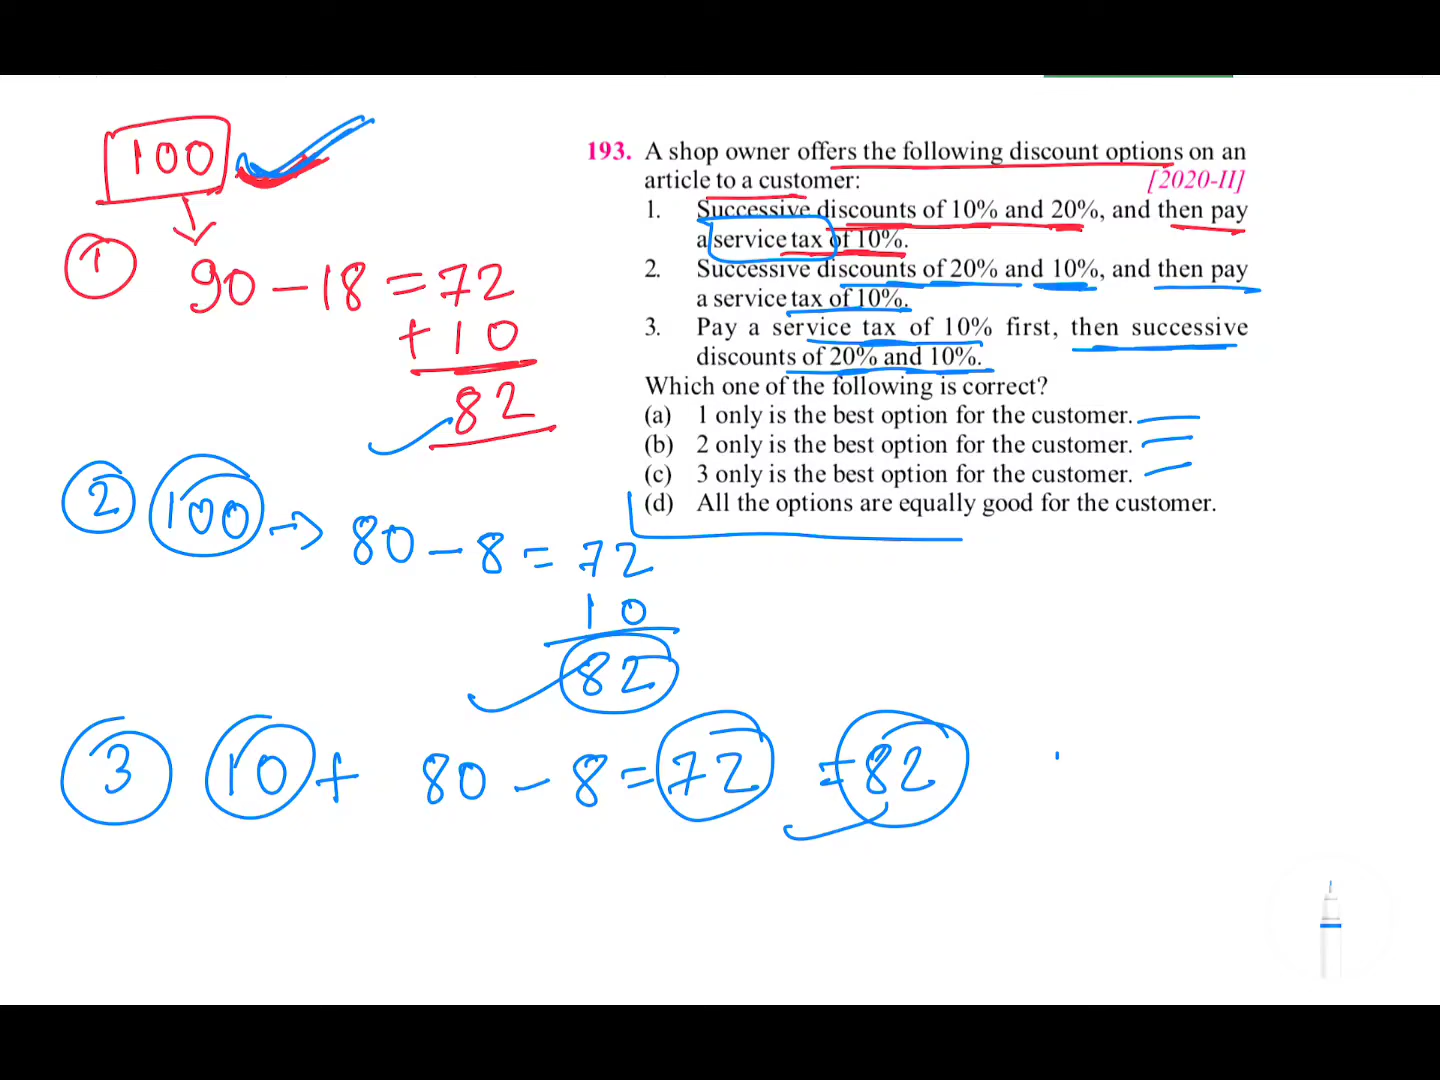 100
① 90 - 18 = 72
+ 10
82
② 100 → 80 - 8 = 72
10
82
③ 10 + 80 - 8 = 72 = 82
193. A shop owner offers the following discount options on an
article to a customer: [2020-II]
1. Successive discounts of 10% and 20%, and then pay
a service tax of 10%.
2. Successive discounts of 20% and 10%, and then pay
a service tax of 10%.
3. Pay a service tax of 10% first, then successive
discounts of 20% and 10%.
Which one of the following is correct?
(a) 1 only is the best option for the customer.
(b) 2 only is the best option for the customer.
(c) 3 only is the best option for the customer.
(d) All the options are equally good for the customer.